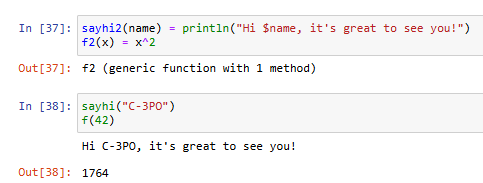 In [37]: sayhi2(name) = println("Hi $name, it's great to see you!")
f2(x) = x^2
Out[37]: f2 (generic function with 1 method)
In [38]: sayhi("C-3PO")
f(42)
Hi C-3PO, it's great to see you!
Out[38]: 1764